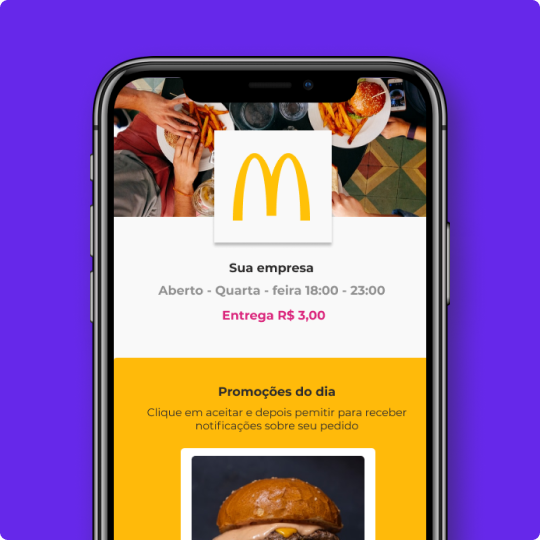 Sua empresa
Aberto - Quarta - feira 18:00 - 23:00
Entrega R$ 3,00
Promoções do dia
Clique em aceitar e depois pemitir para receber
notificações sobre seu pedido